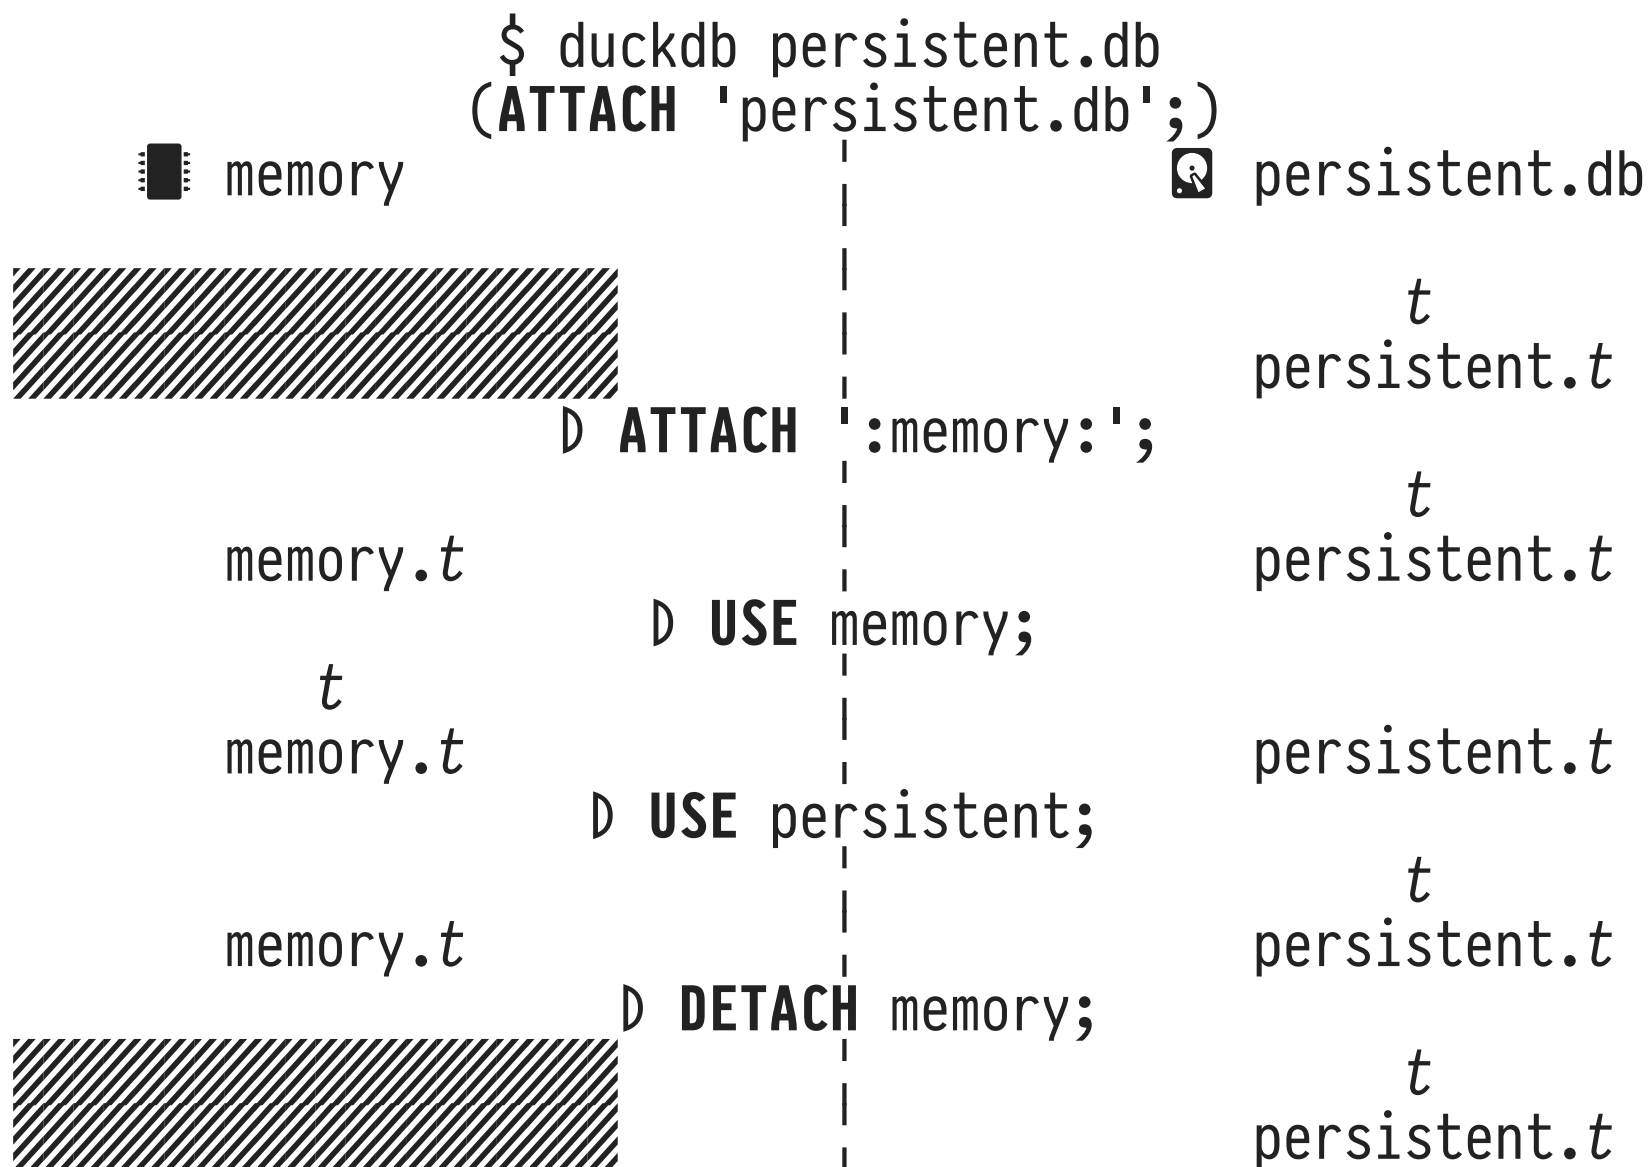 $ duckdb persistent.db
(ATTACH 'persistent.db';)
memory persistent.db
t
persistent.t
D ATTACH ':memory:';
t
memory.t persistent.t
D USE memory;
t
memory.t persistent.t
D USE persistent;
t
memory.t persistent.t
D DETACH memory;
t
persistent.t